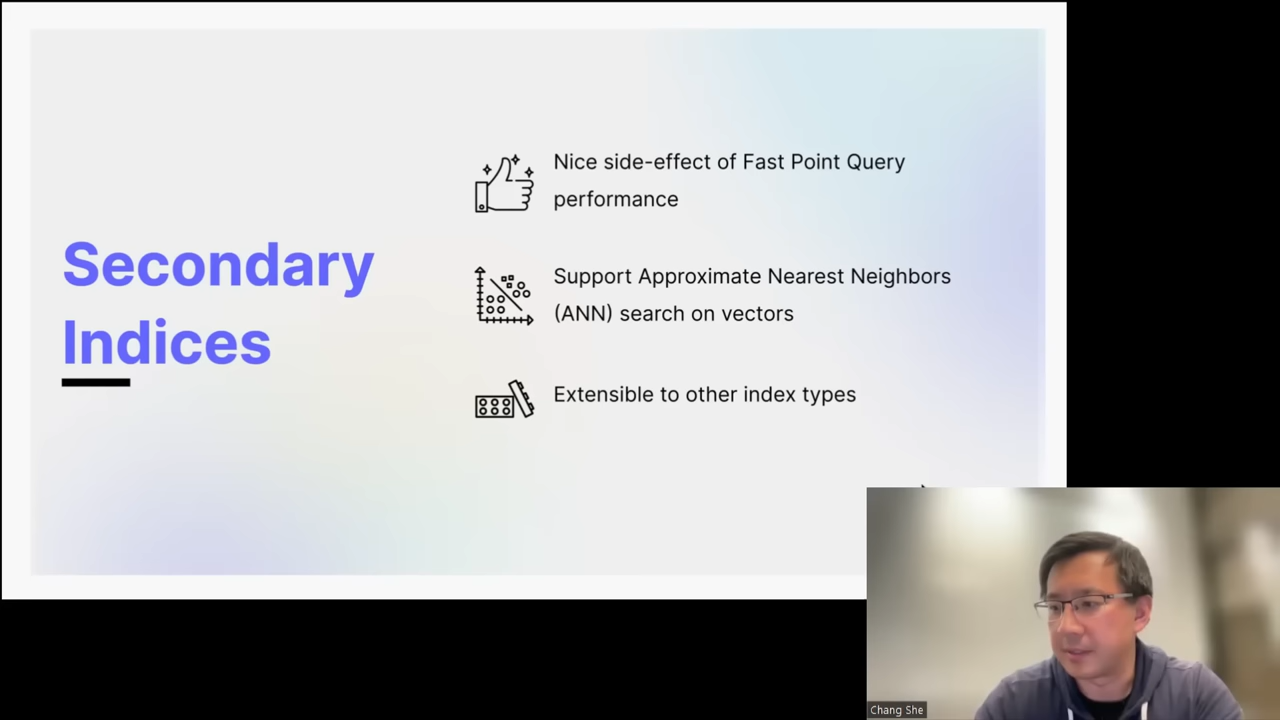 Secondary
Indices
Nice side-effect of Fast Point Query
performance
Support Approximate Nearest Neighbors
(ANN) search on vectors
Extensible to other index types
Chang She